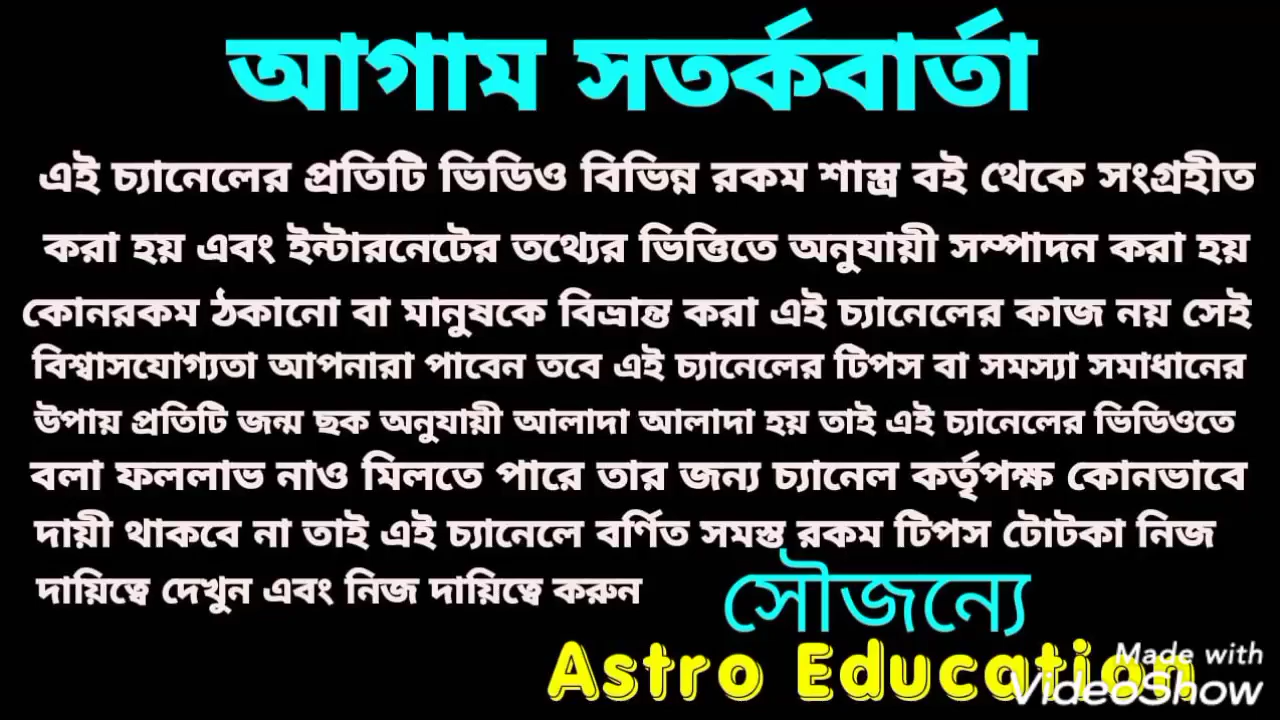 আগাম সতর্কবার্তা
এই চ্যানেলের প্রতিটি ভিডিও বিভিন্ন রকম শাস্ত্র বই থেকে সংগ্রহীত
করা হয় এবং ইন্টারনেটের তথ্যের ভিত্তিতে অনুযায়ী সম্পাদন করা হয়
কোনরকম ঠকানো বা মানুষকে বিভ্রান্ত করা এই চ্যানেলের কাজ নয় সেই
বিশ্বাসযোগ্যতা আপনারা পাবেন তবে এই চ্যানেলের টিপস বা সমস্যা সমাধানের
উপায় প্রতিটি জন্ম ছক অনুযায়ী আলাদা আলাদা হয় তাই এই চ্যানেলের ভিডিওতে
বলা ফললাভ নাও মিলতে পারে তার জন্য চ্যানেল কর্তৃপক্ষ কোনভাবে
দায়ী থাকবে না তাই এই চ্যানেলে বর্ণিত সমস্ত রকম টিপস টোটকা নিজ
দায়িত্বে দেখুন এবং নিজ দায়িত্বে করুন
সৌজন্যে
Astro Education
Made with
VideoShow